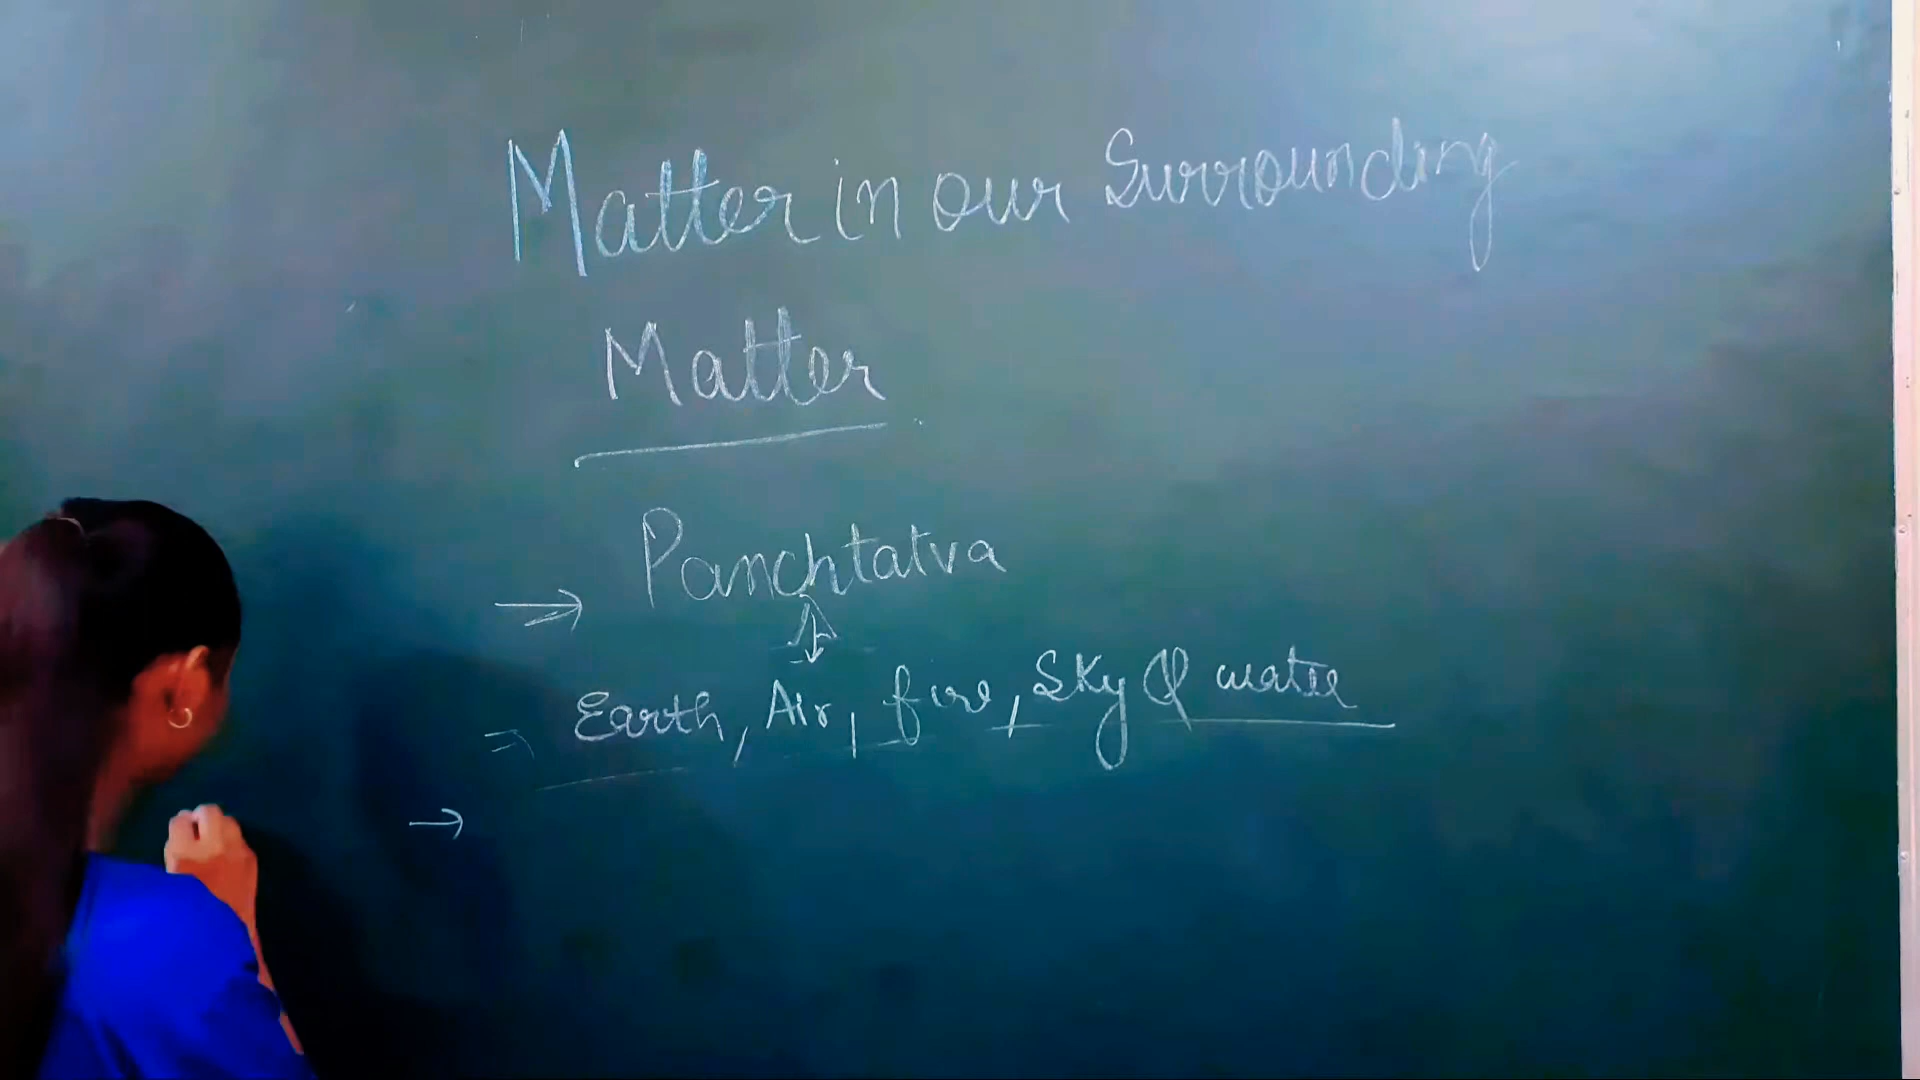 Matter in our Surrounding
Matter
→ Panchtatva
→ Earth, Air, fire, Sky & water
→